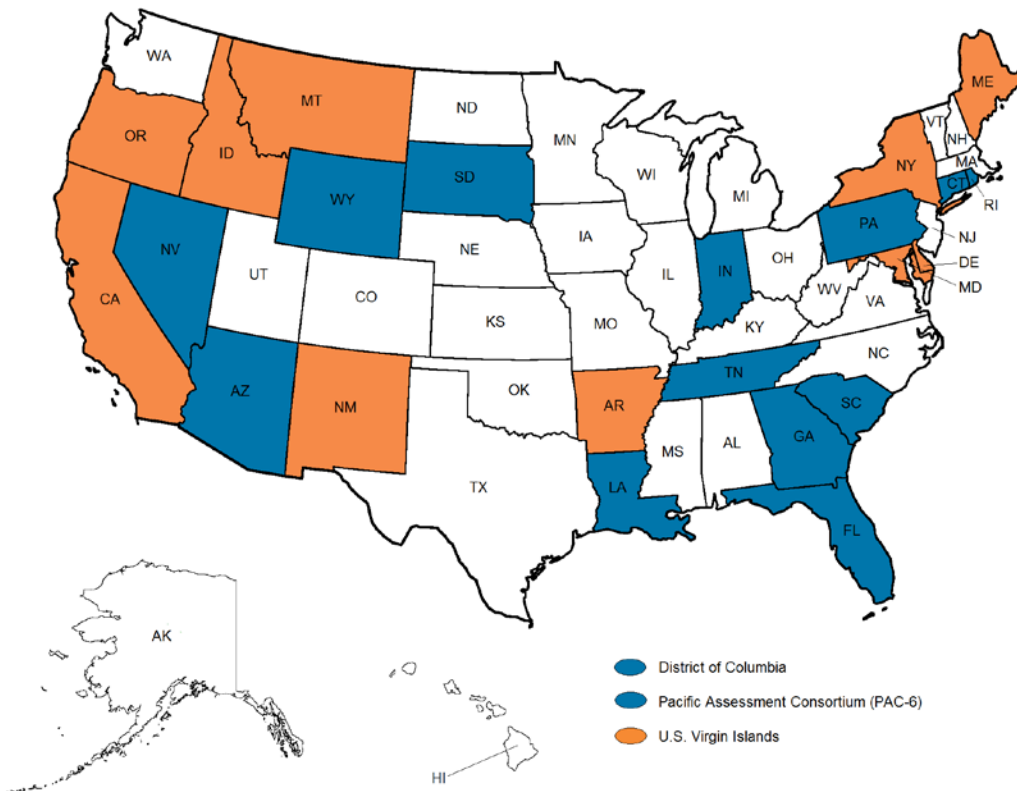 WA
MT
ND
MN
ME
VT
NH
OR
ID
WY
SD
WI
MI
NY
MA
CT
RI
NV
UT
NE
IA
IL
IN
OH
PA
NJ
DE
MD
CA
CO
KS
MO
KY
WV
VA
NC
AZ
NM
OK
AR
TN
SC
TX
LA
MS
AL
GA
FL
AK
HI
District of Columbia
Pacific Assessment Consortium (PAC-6)
U.S. Virgin Islands